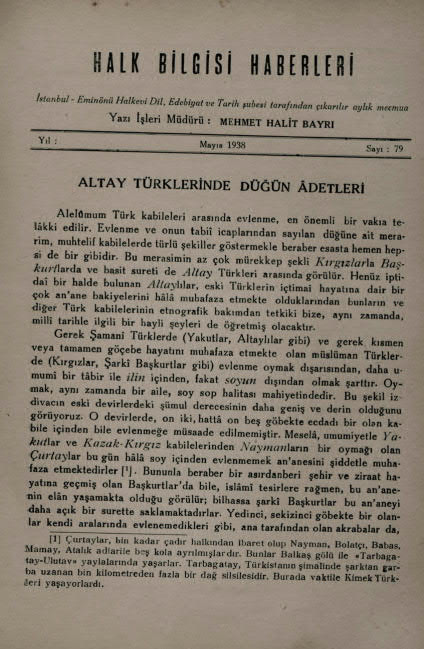 HALK BİLGİSİ HABERLERİ
İstanbul - Eminönü Halkevi Dil, Edebiyat ve Tarih şubesi tarafından çıkarılır aylık mecmua
Yazı İşleri Müdürü : MEHMET HALİT BAYRI
Yıl : Mayıs 1938 Sayı : 79
ALTAY TÜRKLERİNDE DÜĞÜN ÂDETLERİ
Alelûmum Türk kabileleri arasında evlenme, en önemli bir vakıa te-
lâkki edilir. Evlenme ve onun tabiî icaplarından sayılan düğüne ait mera-
rim, muhtelif kabilelerde türlü şekiller göstermekle beraber esasta hemen hep-
si de bir gibidir. Bu merasimin az çok mürekkep şekli Kırgızlarla Baş-
kurtlarda ve basit sureti de Altay Türkleri arasında görülür. Henüz iptı-
daî bir halde bulunan Altaylılar, eski Türklerin içtimaî hayatına dair bir
çok an'ane bakiyelerini hâlâ mubafaza etmekte olduklarından bunların ve
diğer Türk kabilelerinin etnografik bakımdan tetkiki bize, aynı zamanda,
millî tarihle ilgili bir hayli şeyleri de öğretmiş olacaktır.
Gerek Şamanî Türklerde (Yakutlar, Altaylılar gibi) ve gerek kısmen
veya tamamen göçebe hayatını muhafaza etmekte olan müslüman Türkler-
de (Kırgızlar, Şarkî Başkurtlar gibi) evlenme oymak dışarısından, daha u-
mumî bir tâbir ile ilin içinden, fakat soyun dışından olmak şarttır. Oy-
mak, aynı zamanda bir aile, soy sop halitası mahiyetindedir. Bu şekil iz-
divacın eski devirlerdeki şümul derecesinin daha geniş ve derin olduğunu
görüyoruz. O devirlerde, on iki, hattâ on beş göbekte ecdadı bir olan ka-
bile içinden bile evlenmeğe müsaade edilmemiştir. Meselâ, umumiyetle Ya-
kutlar ve Kazak-Kırgız kabilelerinden Naymanların bir oymağı olan
Çurtaylar bu gün hâlâ soy içinden evlenmemek an'anesini şiddetle muha-
faza etmektedirler [1]. Bununla beraber bir asırdanberi şehir ve ziraat ha-
yatına geçmiş olan Başkurtlar'da bile, islâmî tesirlere rağmen, bu an'ane-
nin elân yaşamakta olduğu görülür; bilhassa şarkî Başkurtlar bu an'aneyi
daha açık bir surette saklamaktadırlar. Yedinci, sekizinci göbekte bir olan-
lar kendi aralarında evlenemedikleri gibi, ana tarafından olan akrabalar da,
[1] Çurtaylar, bin kadar çadır halkından ibaret olup Nayman, Bolatçı, Babas,
Mamay, Atalık adlarile beş kola ayrılmışlardır. Bunlar Balkaş gölü ile «Tarbaga-
tay-Ulutav» yaylalarında yaşarlar. Tarbagatay, Türkistanın şimalinde şarktan gar-
ba uzanan bin kilometreden fazla bir dağ silsilesidir. Burada vaktile Kimek Türk-
leri yaşayorlardı.